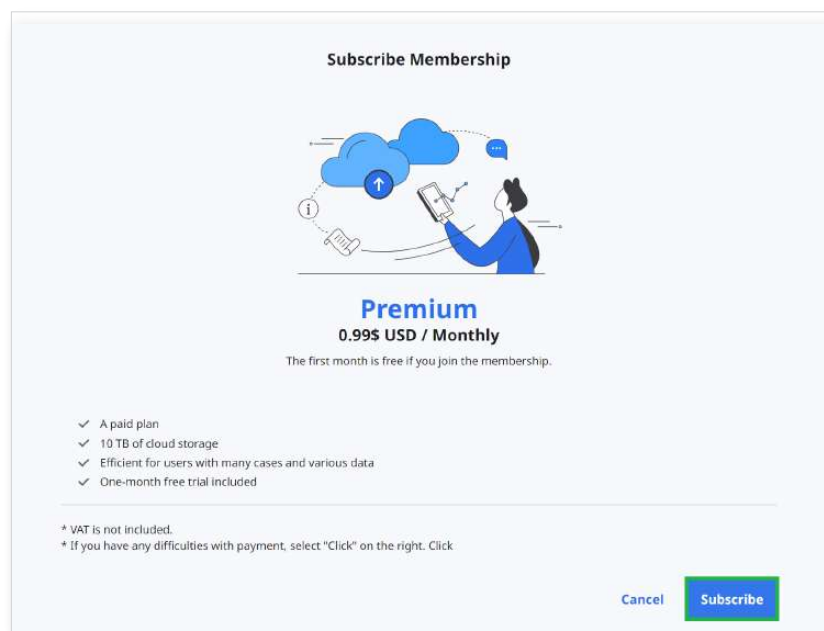 Subscribe Membership
i
Premium
0.99$ USD / Monthly
The first month is free if you join the membership.
A paid plan
10 TB of cloud storage
Efficient for users with many cases and various data
One-month free trial included
* VAT is not included.
* If you have any difficulties with payment, select "Click" on the right. Click
Cancel
Subscribe